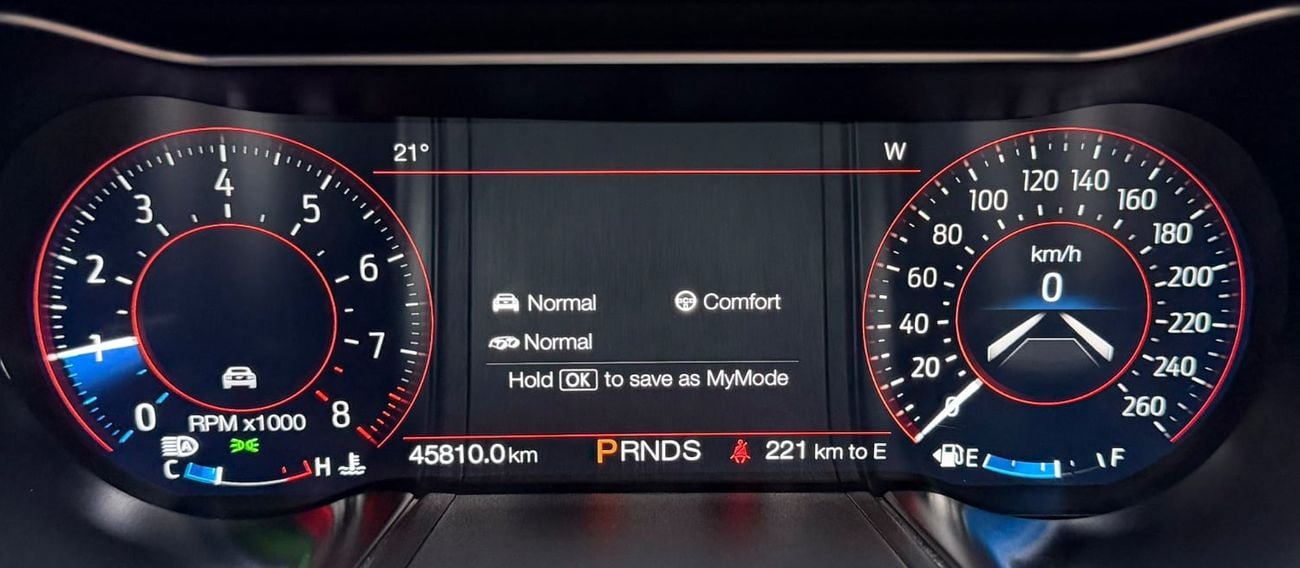 21° W
0 1 2 3 4 5 6 7 8
RPM x1000
C H
Normal Comfort
Normal
Hold OK to save as MyMode
45810.0 km PRNDS 221 km to E
0 20 40 60 80 100 120 140 160 180 200 220 240 260
km/h
0
E F